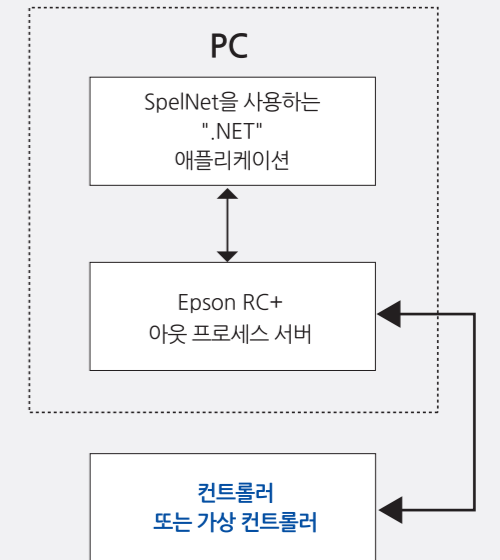 PC
SpelNet을 사용하는
".NET"
애플리케이션
Epson RC+
아웃 프로세스 서버
컨트롤러
또는 가상 컨트롤러